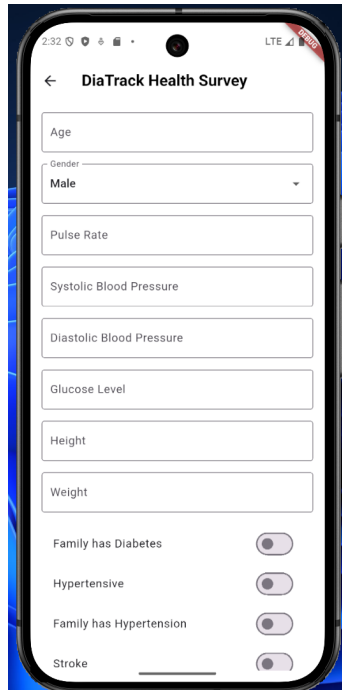 2:32
LTE
DEBUG
DiaTrack Health Survey
Age
Gender
Male
Pulse Rate
Systolic Blood Pressure
Diastolic Blood Pressure
Glucose Level
Height
Weight
Family has Diabetes
Hypertensive
Family has Hypertension
Stroke